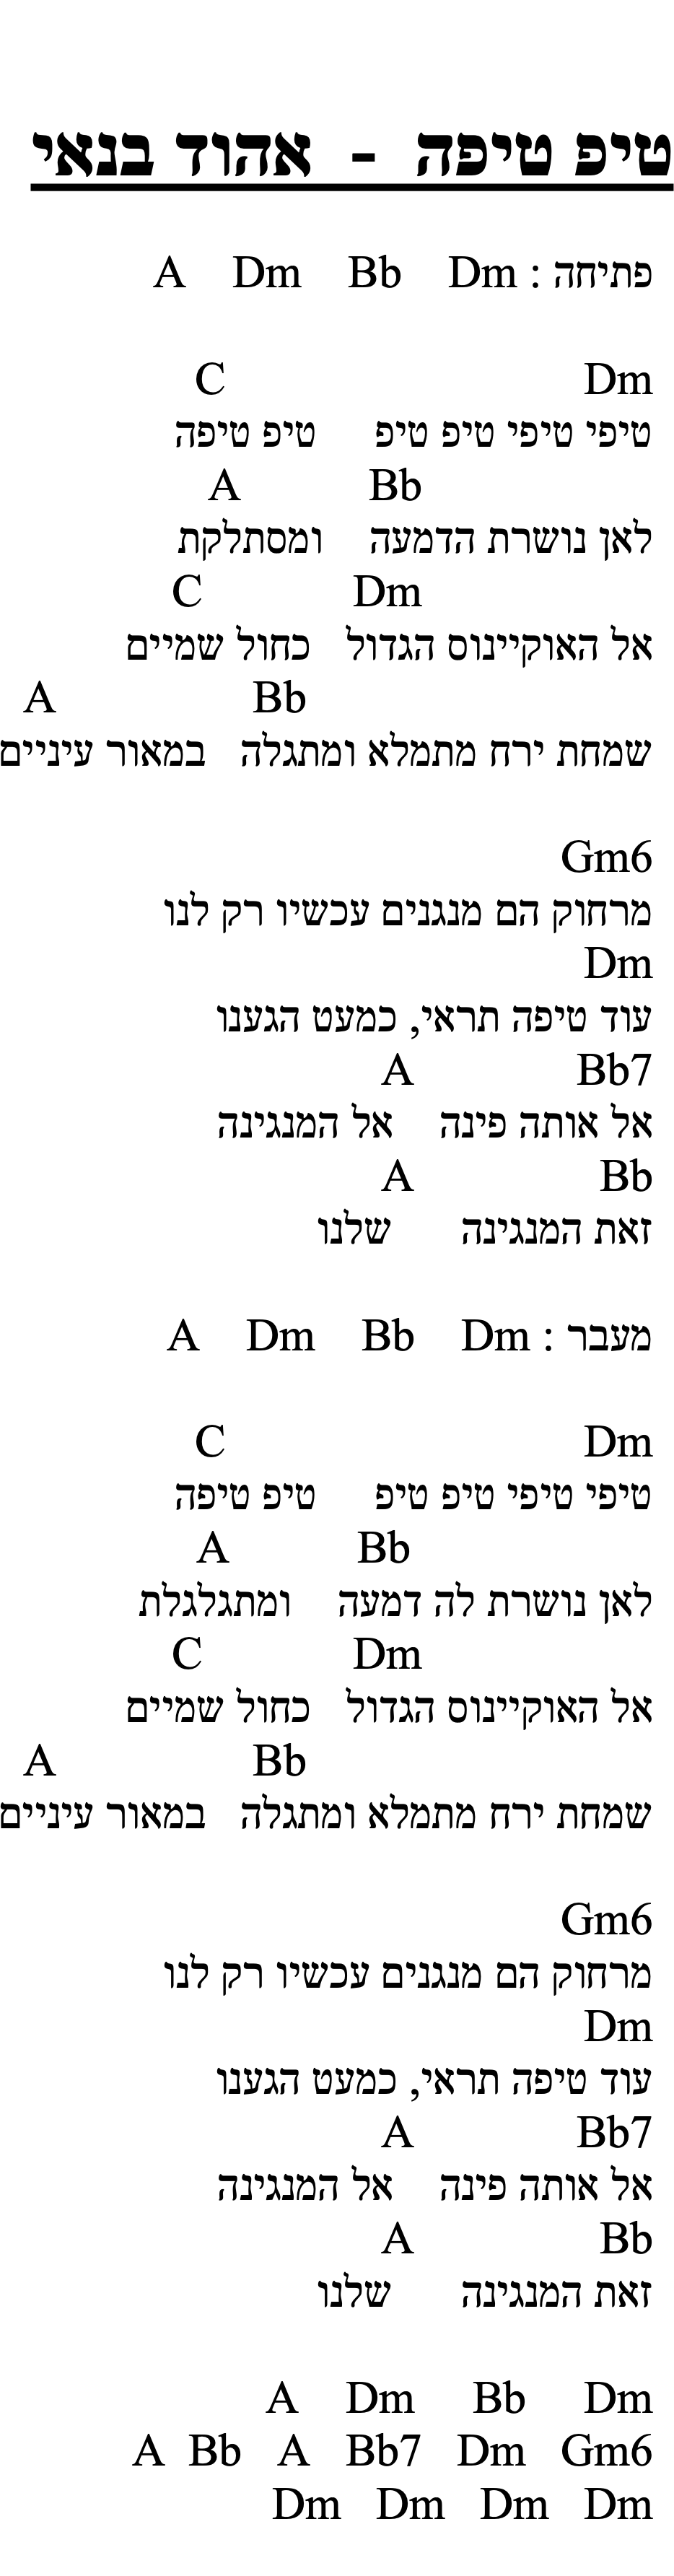 טיפ טיפה - אהוד בנאי
פתיחה : Dm Bb Dm A
Dm C
טיפי טיפי טיפ טיפ טיפ טיפה
Bb A
לאן נושרת הדמעה ומסתלקת
Dm C
אל האוקיינוס הגדול כחול שמיים
Bb A
שמחת ירח מתמלא ומתגלה במאור עיניים
Gm6
מרחוק הם מנגנים עכשיו רק לנו
Dm
עוד טיפה תראי, כמעט הגענו
Bb7 A
אל אותה פינה אל המנגינה
Bb A
זאת המנגינה שלנו
מעבר : Dm Bb Dm A
Dm C
טיפי טיפי טיפ טיפ טיפ טיפה
Bb A
לאן נושרת לה דמעה ומתגלגלת
Dm C
אל האוקיינוס הגדול כחול שמיים
Bb A
שמחת ירח מתמלא ומתגלה במאור עיניים
Gm6
מרחוק הם מנגנים עכשיו רק לנו
Dm
עוד טיפה תראי, כמעט הגענו
Bb7 A
אל אותה פינה אל המנגינה
Bb A
זאת המנגינה שלנו
Dm Bb Dm A
Gm6 Dm Bb7 A Bb A
Dm Dm Dm Dm